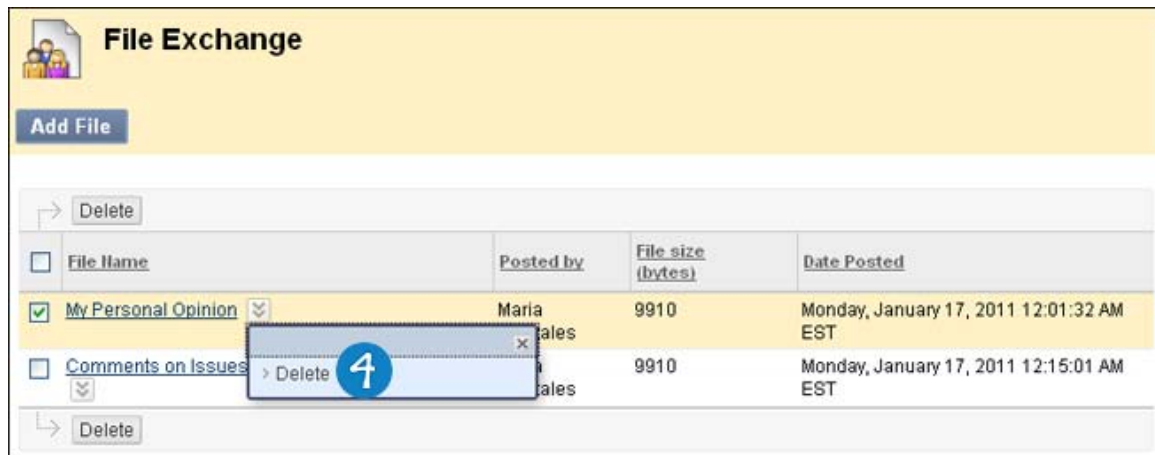 File Exchange
Add File
Delete
File Name Posted by File size (bytes) Date Posted
My Personal Opinion Maria 9910 Monday, January 17, 2011 12:01:32 AM
EST
> Delete 4
Comments on Issues 9910 Monday, January 17, 2011 12:15:01 AM
EST
Delete